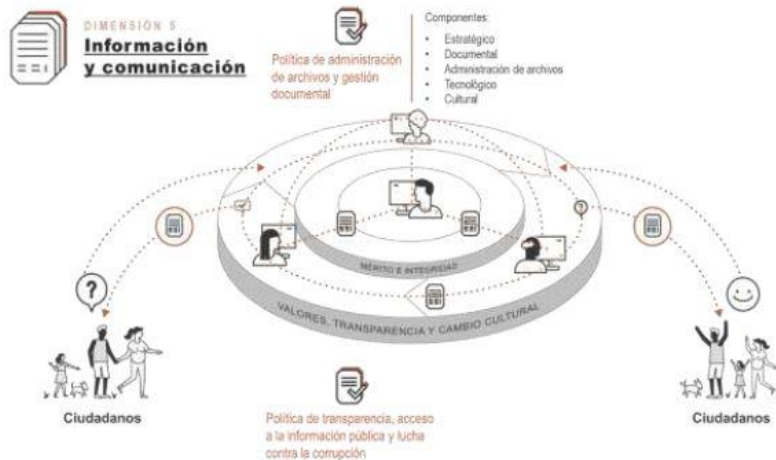 DIMENSIÓN 5
Información
y comunicación
Política de administración
de archivos y gestión
documental
Componentes:
• Estratégico
• Documental
• Administración de archivos
• Tecnológico
• Cultural
?
?
MÉRITO E INTEGRIDAD
VALORES, TRANSPARENCIA Y CAMBIO CULTURAL
Ciudadanos
Ciudadanos
Política de transparencia, acceso
a la información pública y lucha
contra la corrupción